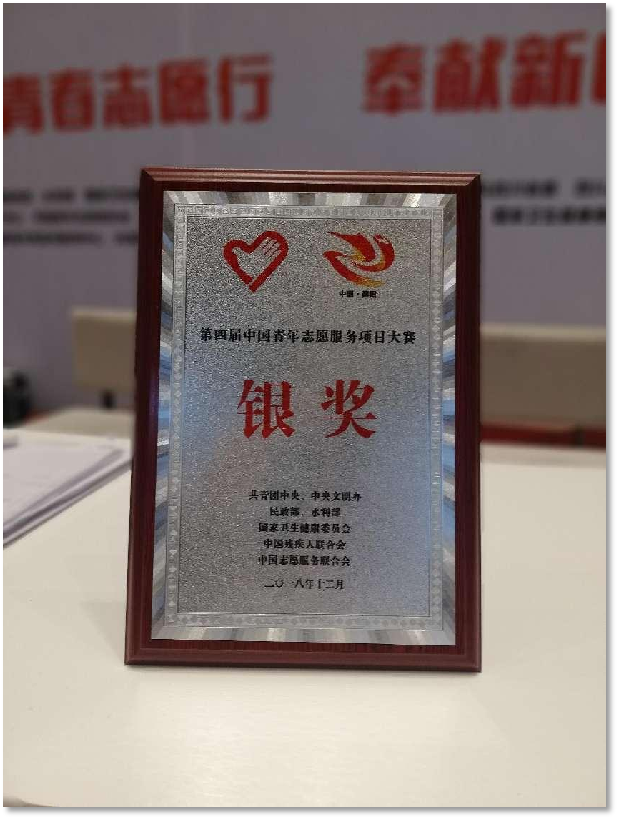 青春志愿行
奉献新
中国·德阳
第四届中国青年志愿服务项目大赛
银奖
共青团中央、中央文明办
民政部、水利部
国家卫生健康委员会
中国残疾人联合会
中国志愿服务联合会
二〇一八年十二月